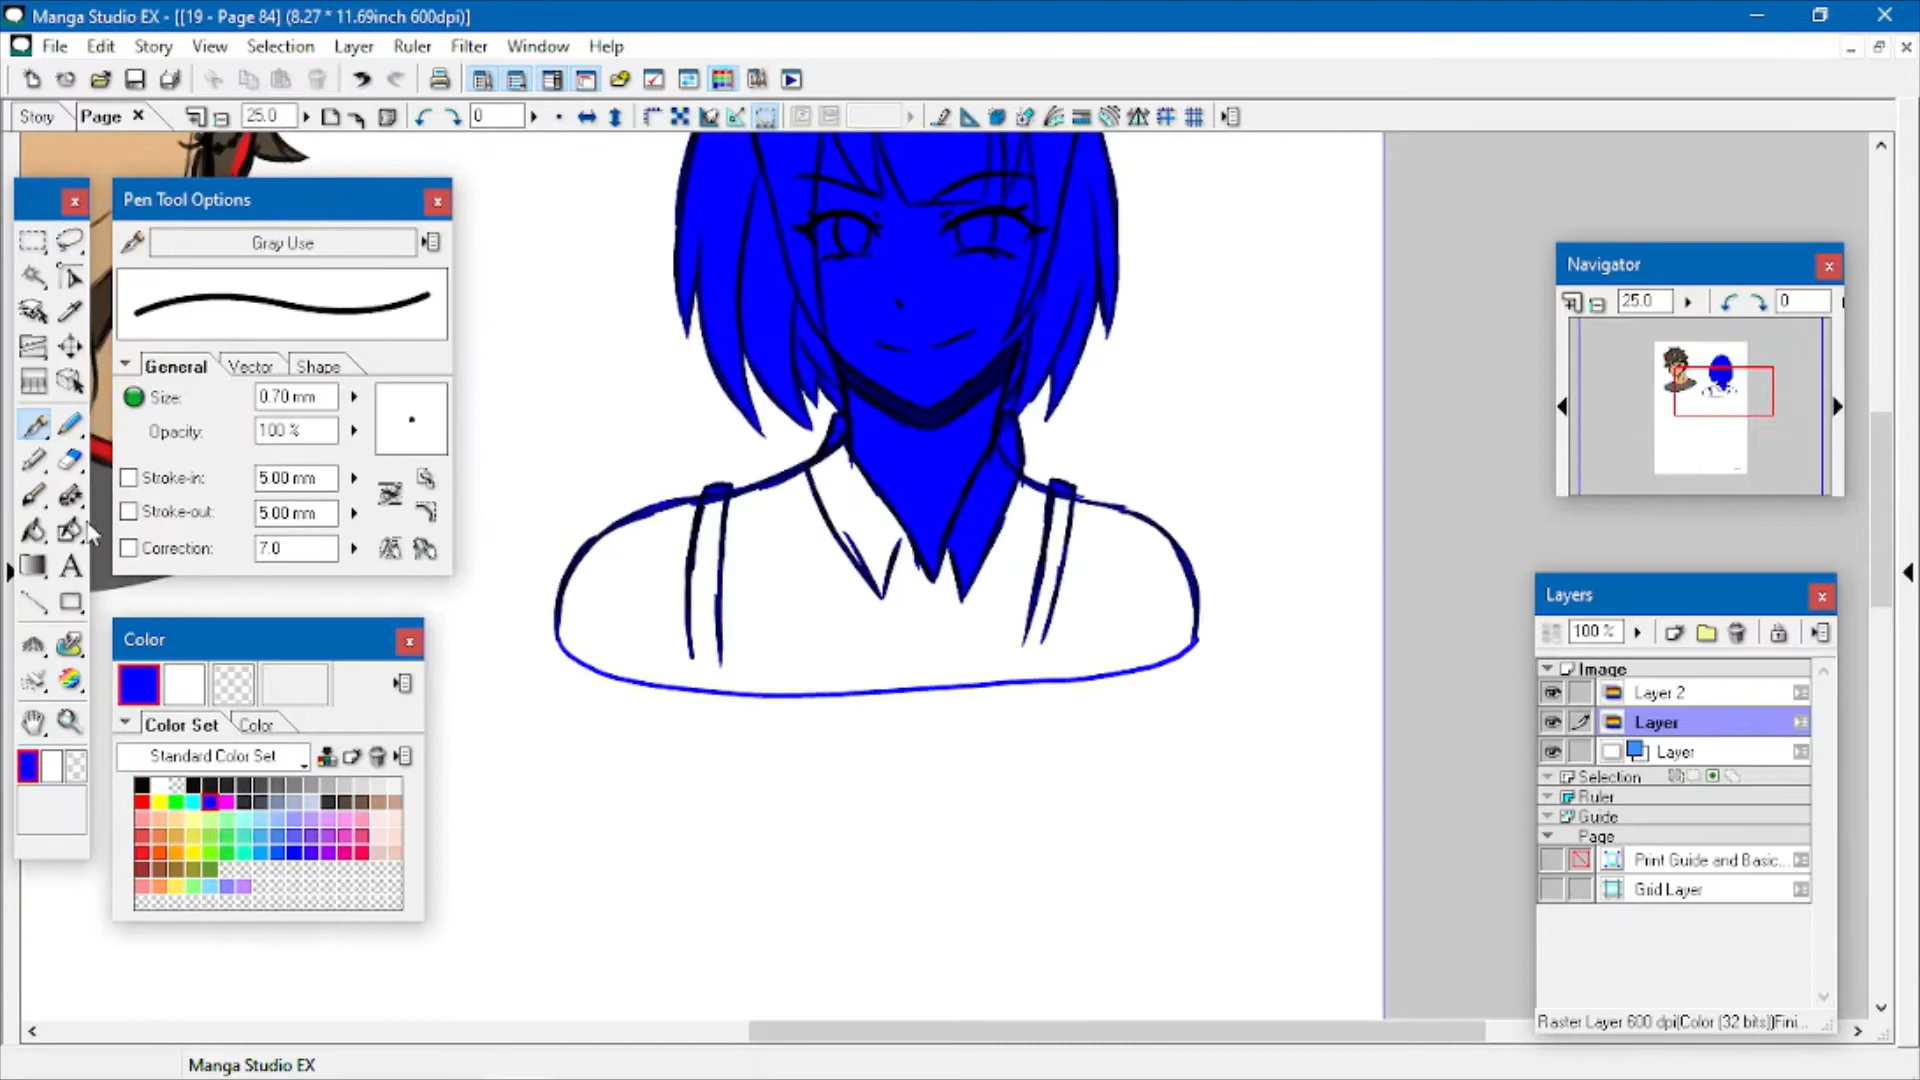 Manga Studio EX - [[19 - Page 84] (8.27 * 11.69inch 600dpi)]
File Edit Story View Selection Layer Ruler Filter Window Help
Story Page 25.0 0
Pen Tool Options
Gray Use
General Vector Shape
Size: 0.70 mm
Opacity: 100 %
Stroke-in: 5.00 mm
Stroke-out: 5.00 mm
Correction: 7.0
Color
Color Set Color
Standard Color Set
Navigator
25.0 0
Layers
100 %
Image
Layer 2
Layer
Layer
Selection
Ruler
Guide
Page
Print Guide and Basic...
Grid Layer
Raster Layer 600 dpi(Color (32 bits))Fini...
Manga Studio EX